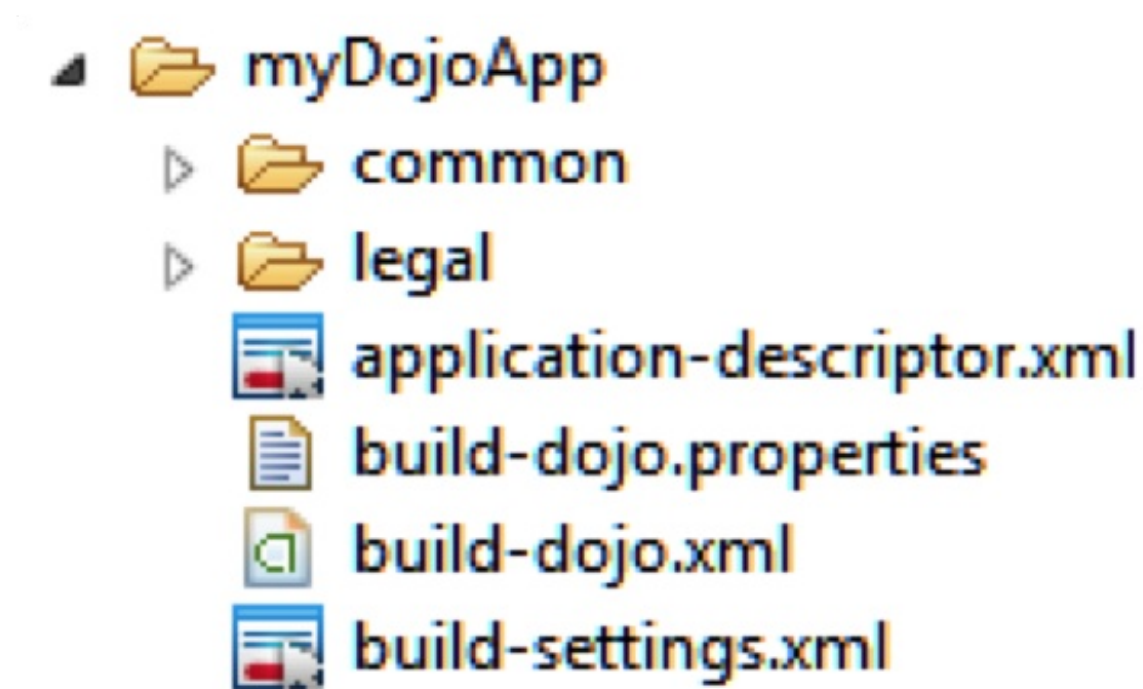 myDojoApp
common
legal
application-descriptor.xml
build-dojo.properties
build-dojo.xml
build-settings.xml